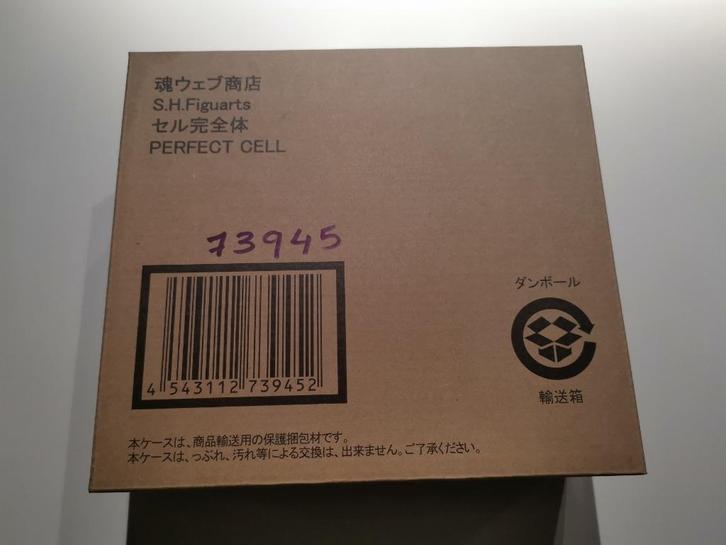 魂ウェブ商店
S.H.Figuarts
セル完全体
PERFECT CELL
73945
4 543112 739452
ダンボール
輸送箱
本ケースは、商品輸送用の保護梱包材です。
本ケースは、つぶれ、汚れ等による交換は、出来ません。ご了承ください。